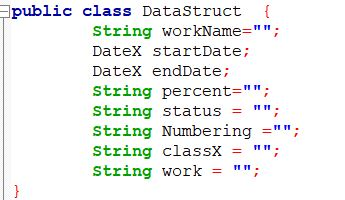 public class DataStruct  {
        String workName="";
        DateX startDate;
        DateX endDate;
        String percent="";
        String status = "";
        String Numbering ="";
        String classX = "";
        String work = "";
}